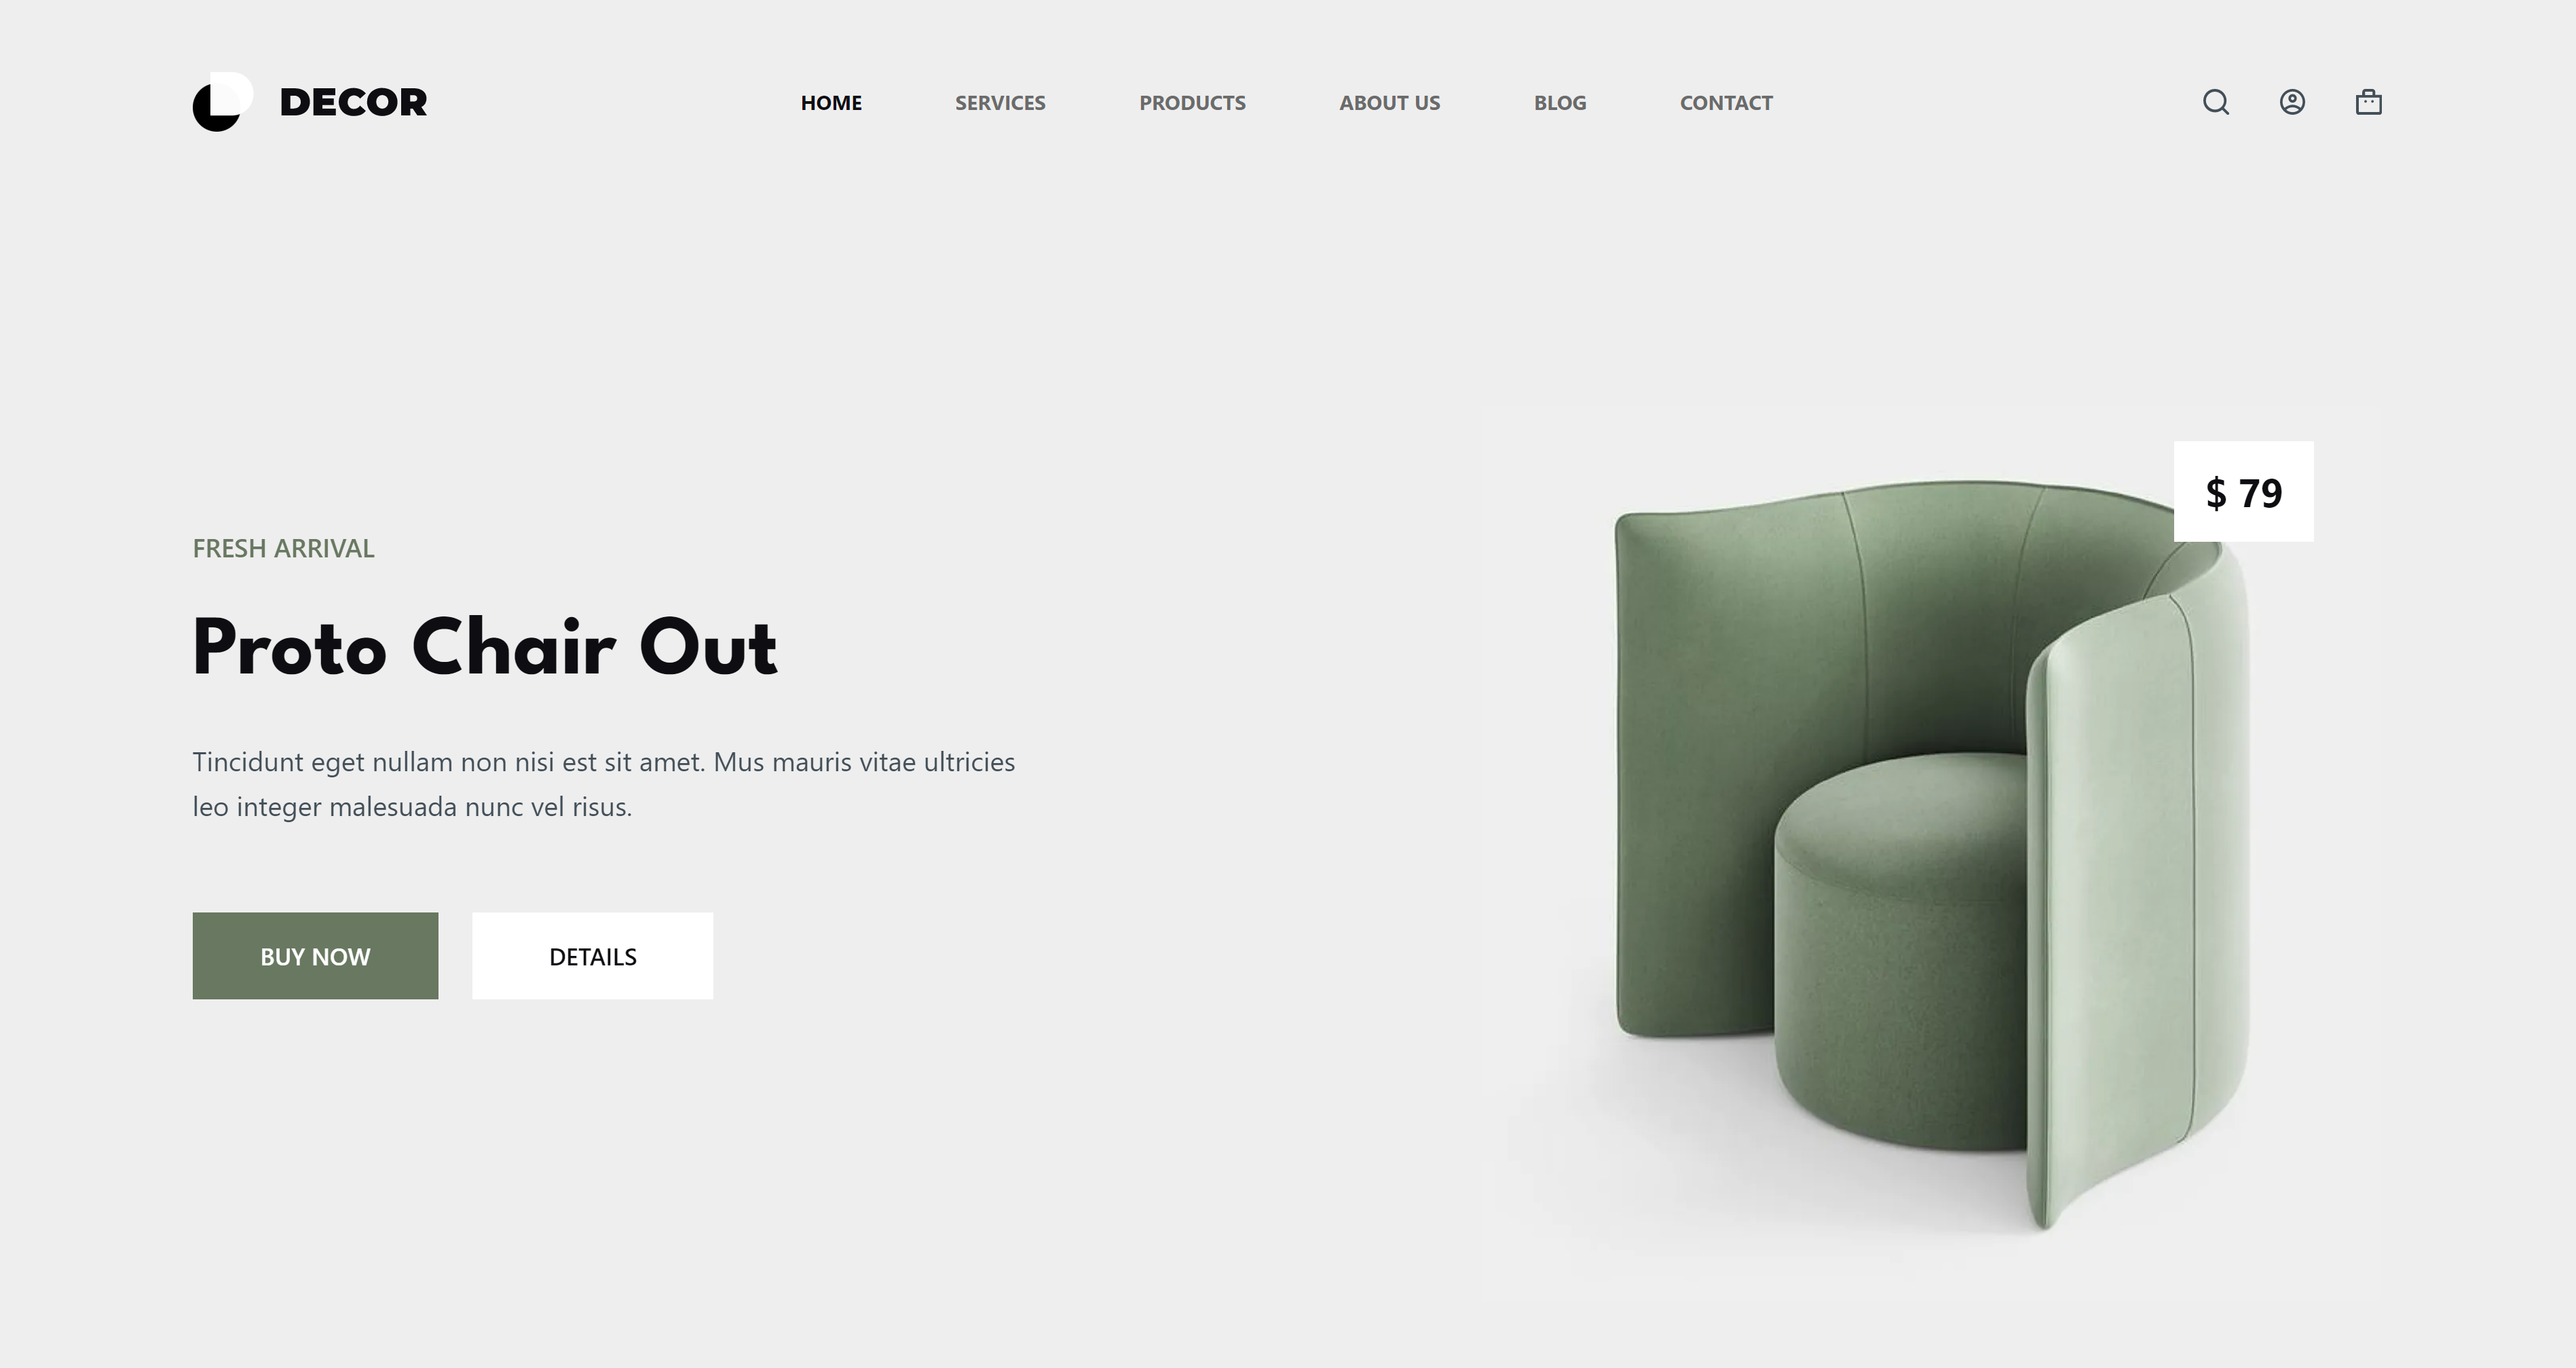 DECOR
HOME SERVICES PRODUCTS ABOUT US BLOG CONTACT
$ 79
FRESH ARRIVAL
Proto Chair Out
Tincidunt eget nullam non nisi est sit amet. Mus mauris vitae ultricies
leo integer malesuada nunc vel risus.
BUY NOW DETAILS